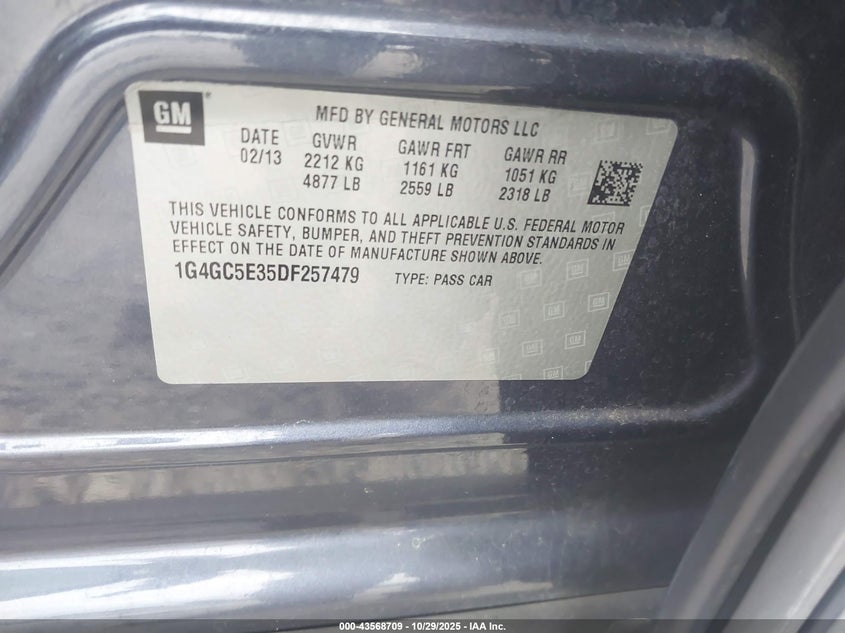 GM
MFD BY GENERAL MOTORS LLC
DATE GVWR GAWR FRT GAWR RR
02/13 2212 KG 1161 KG 1051 KG
4877 LB 2559 LB 2318 LB
THIS VEHICLE CONFORMS TO ALL APPLICABLE U.S. FEDERAL MOTOR
VEHICLE SAFETY, BUMPER, AND THEFT PREVENTION STANDARDS IN
EFFECT ON THE DATE OF MANUFACTURE SHOWN ABOVE.
1G4GC5E35DF257479 TYPE: PASS CAR
000-43568709 - 10/29/2025 - IAA Inc.